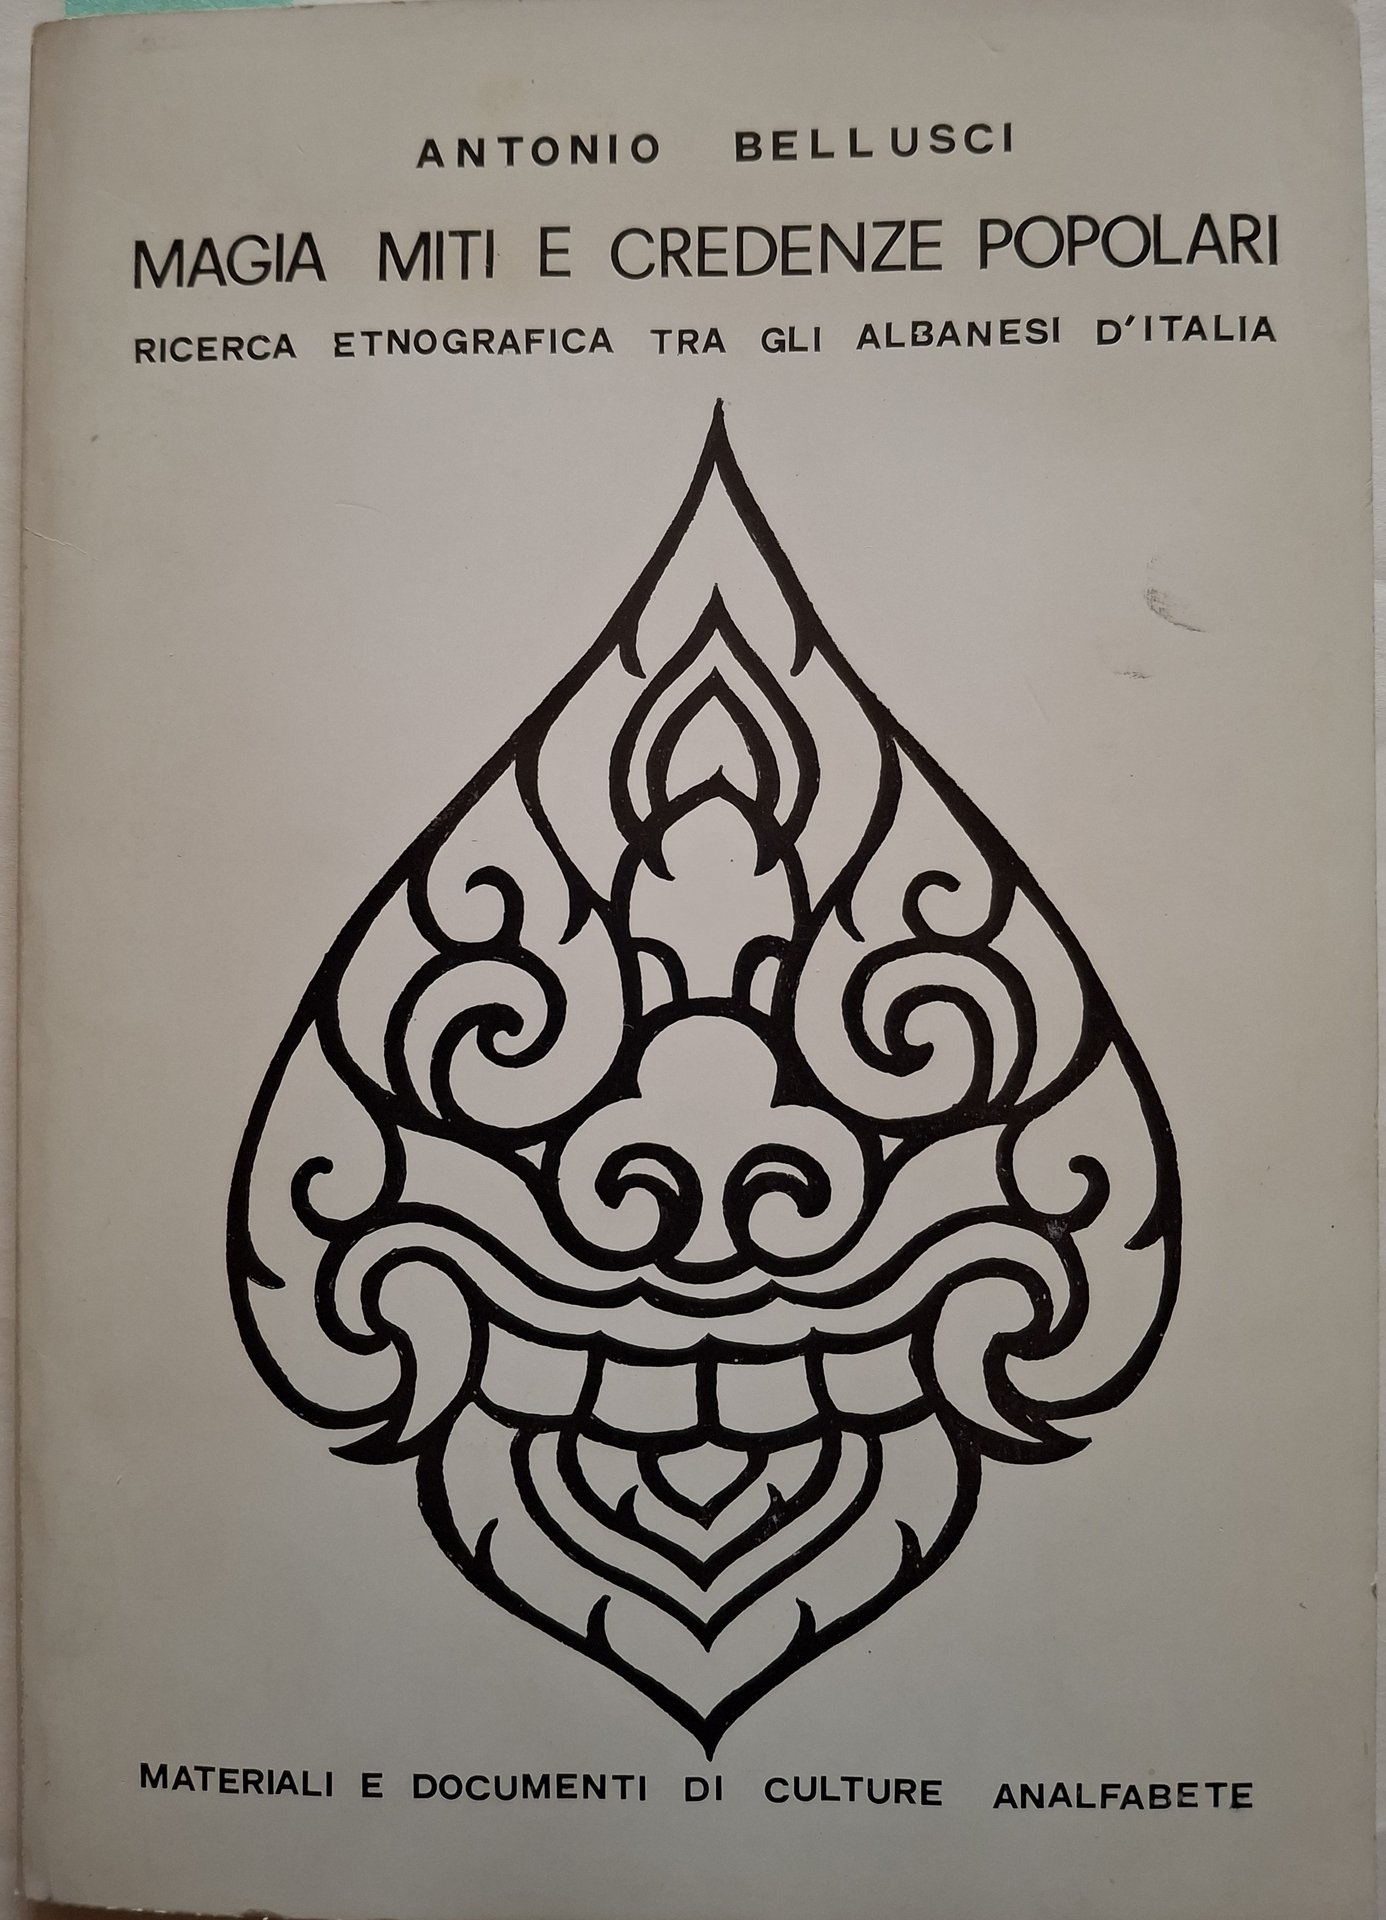 ANTONIO BELLUSCI
MAGIA MITI E CREDENZE POPOLARI
RICERCA ETNOGRAFICA TRA GLI ALBANESI D'ITALIA
MATERIALI E DOCUMENTI DI CULTURE ANALFABETE